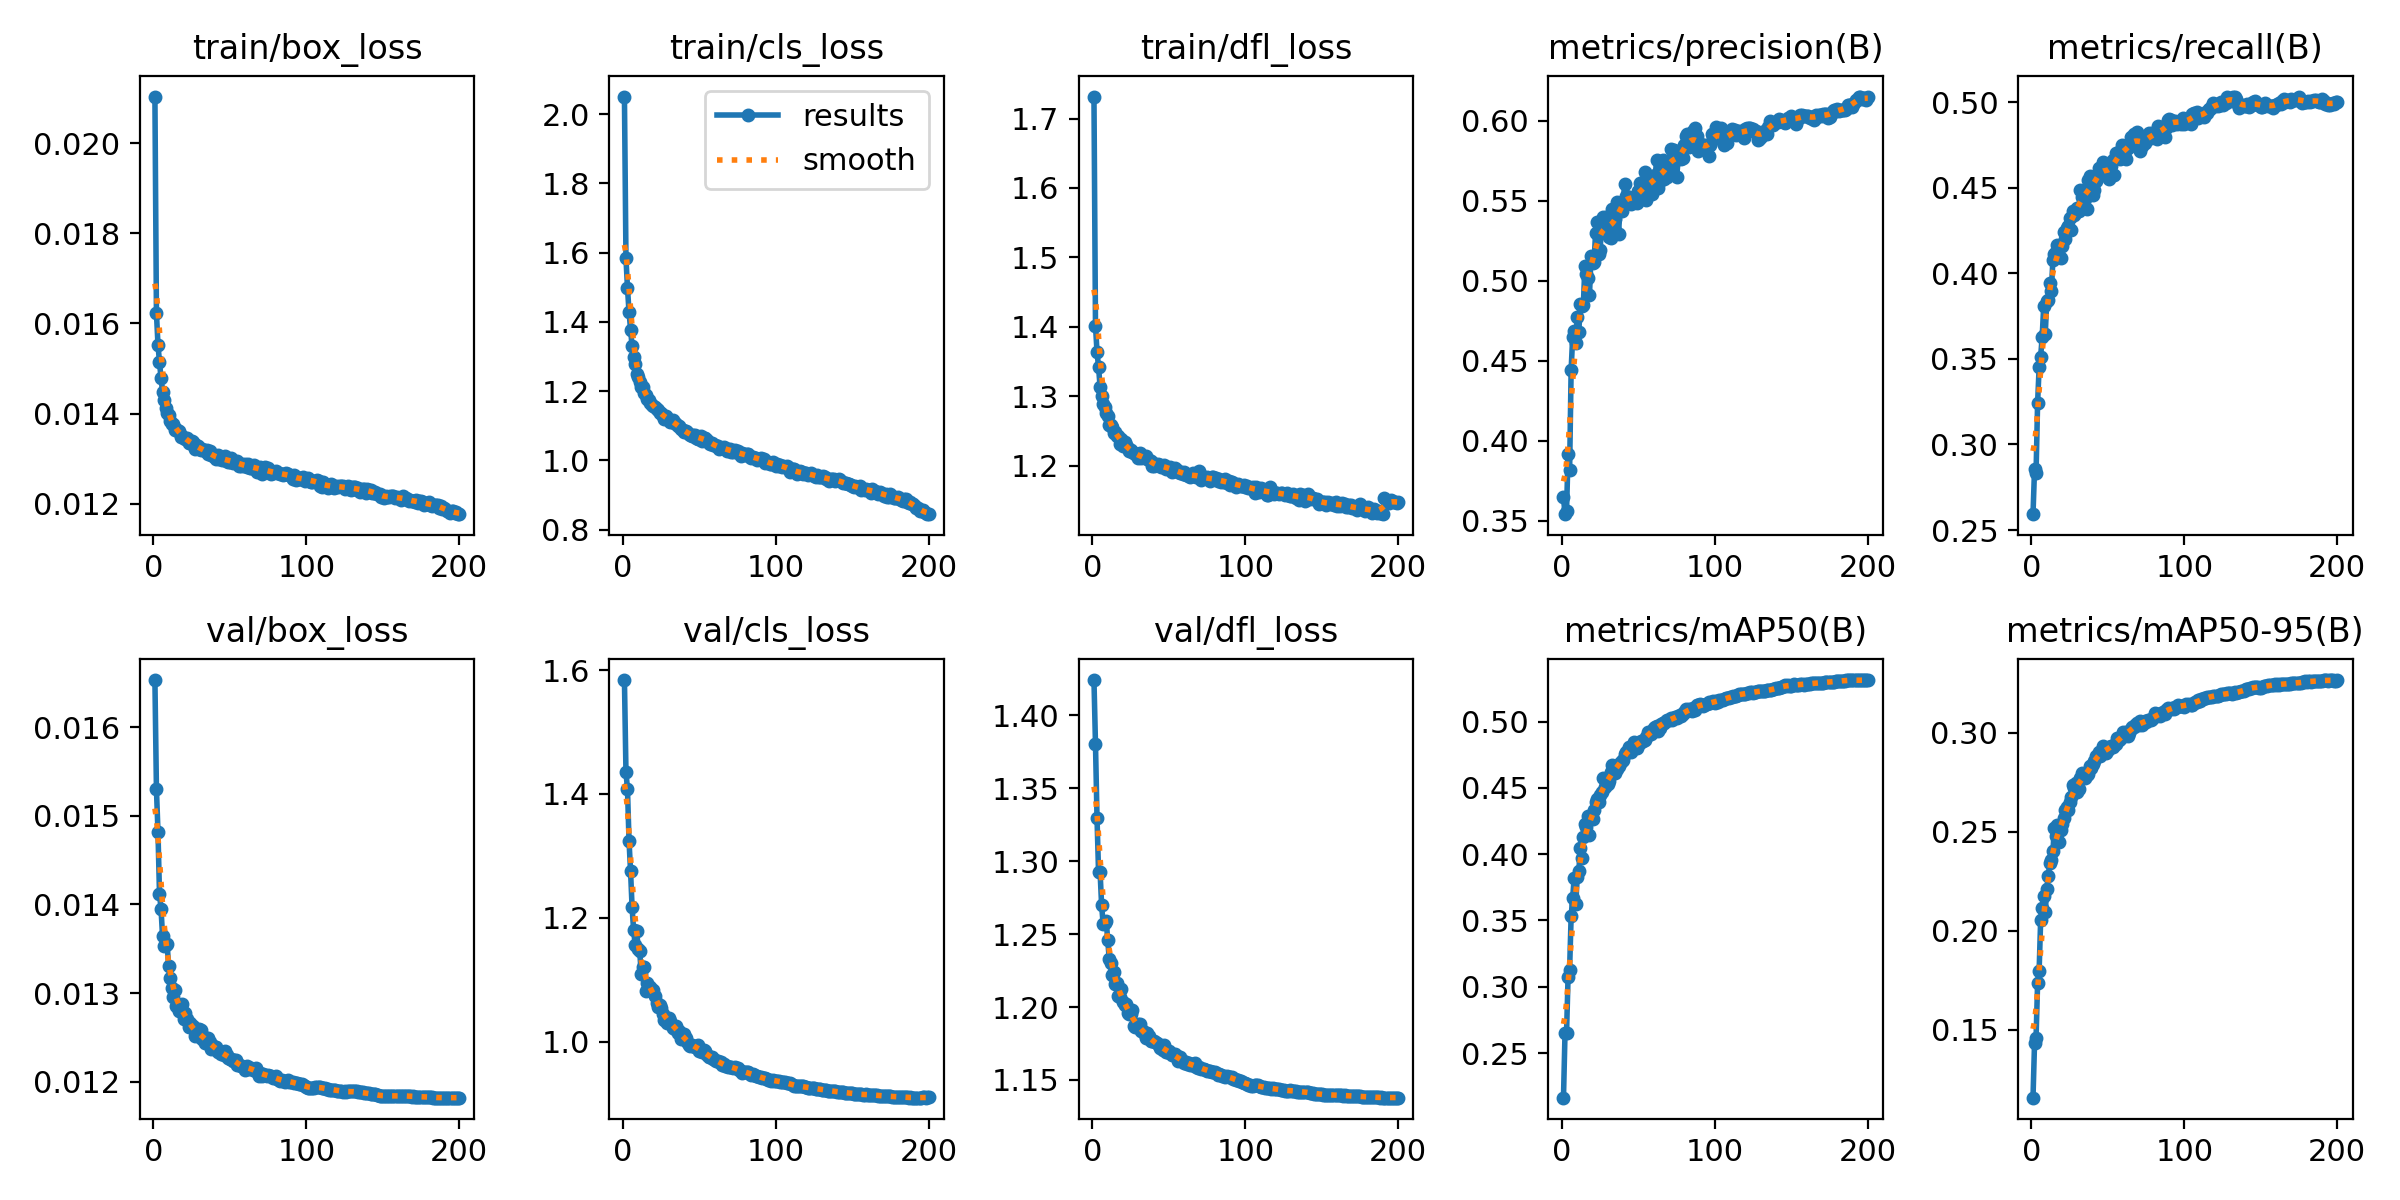 train/box_loss
0.020
0.018
0.016
0.014
0.012
0 100 200
train/cls_loss
results
smooth
2.0
1.8
1.6
1.4
1.2
1.0
0.8
0 100 200
train/dfl_loss
1.7
1.6
1.5
1.4
1.3
1.2
0 100 200
metrics/precision(B)
0.60
0.55
0.50
0.45
0.40
0.35
0 100 200
metrics/recall(B)
0.50
0.45
0.40
0.35
0.30
0.25
0 100 200
val/box_loss
0.016
0.015
0.014
0.013
0.012
0 100 200
val/cls_loss
1.6
1.4
1.2
1.0
0 100 200
val/dfl_loss
1.40
1.35
1.30
1.25
1.20
1.15
0 100 200
metrics/mAP50(B)
0.50
0.45
0.40
0.35
0.30
0.25
0 100 200
metrics/mAP50-95(B)
0.30
0.25
0.20
0.15
0 100 200